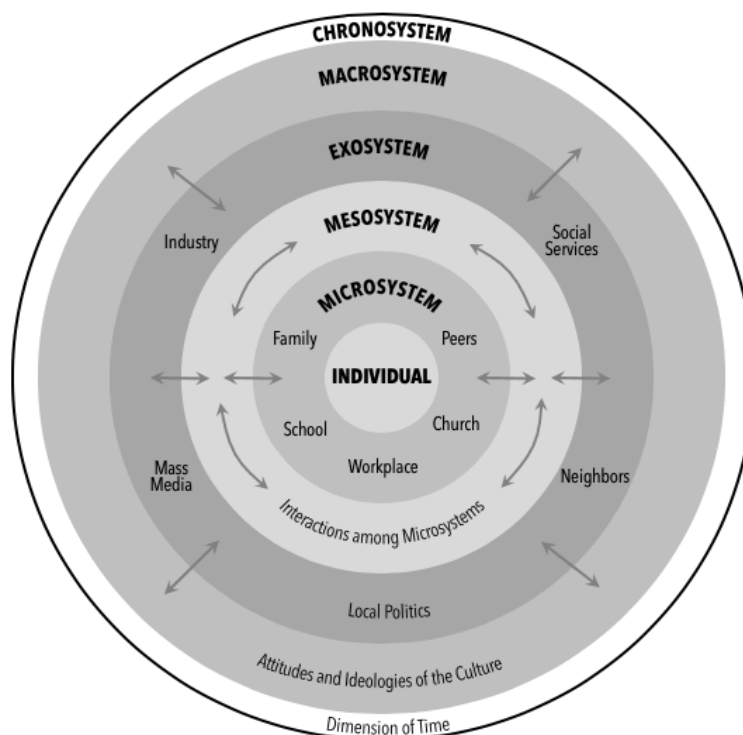 CHRONOSYSTEM
MACROSYSTEM
EXOSYSTEM
MESOSYSTEM
Industry
Social
Services
MICROSYSTEM
Family
Peers
INDIVIDUAL
School
Church
Workplace
Mass
Media
Neighbors
Interactions among Microsystems
Local Politics
Attitudes and Ideologies of the Culture
Dimension of Time